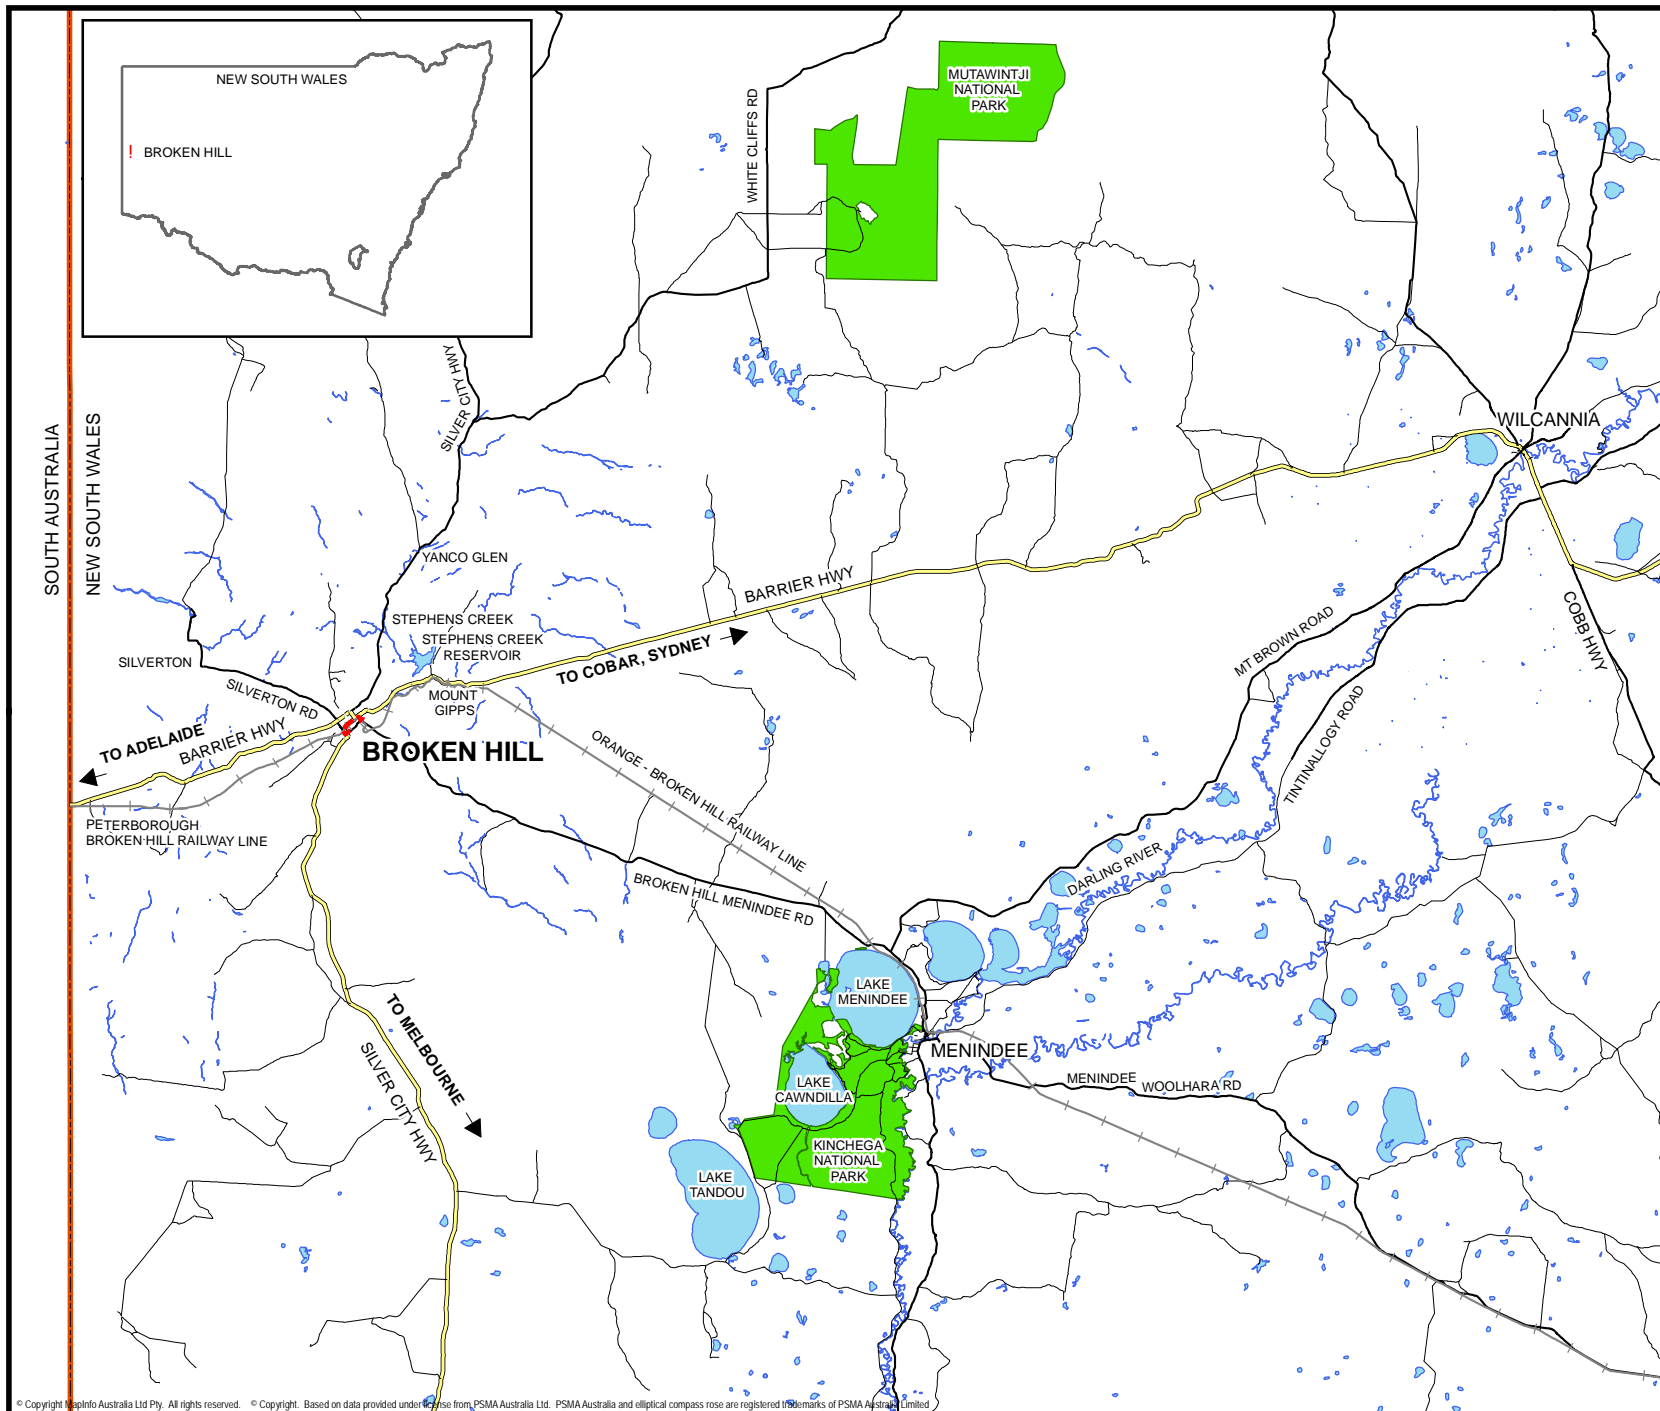 NEW SOUTH WALES
BROKEN HILL
MUTAWINTJI
NATIONAL
PARK
WHITE CLIFFS RD
SILVER CITY HWY
SOUTH AUSTRALIA
NEW SOUTH WALES
WILCANNIA
YANCO GLEN
BARRIER HWY
STEPHENS CREEK
STEPHENS CREEK
RESERVOIR
TO COBAR, SYDNEY
MT BROWN ROAD
COBB HWY
SILVERTON
SILVERTON RD
MOUNT
GIPPS
TO ADELAIDE
BARRIER HWY
BROKEN HILL
TINTINALLOGY ROAD
ORANGE - BROKEN HILL RAILWAY LINE
PETERBOROUGH
BROKEN HILL RAILWAY LINE
BROKEN HILL MENINDEE RD
DARLING RIVER
LAKE
MENINDEE
TO MELBOURNE
SILVER CITY HWY
MENINDEE
MENINDEE WOOLHARA RD
LAKE
CAWNDILLA
KINCHEGA
NATIONAL
PARK
LAKE
TANDOU
© Copyright MapInfo Australia Ltd Pty. All rights reserved. © Copyright. Based on data provided under license from PSMA Australia Ltd. PSMA Australia and elliptical compass rose are registered trademarks of PSMA Australia Limited